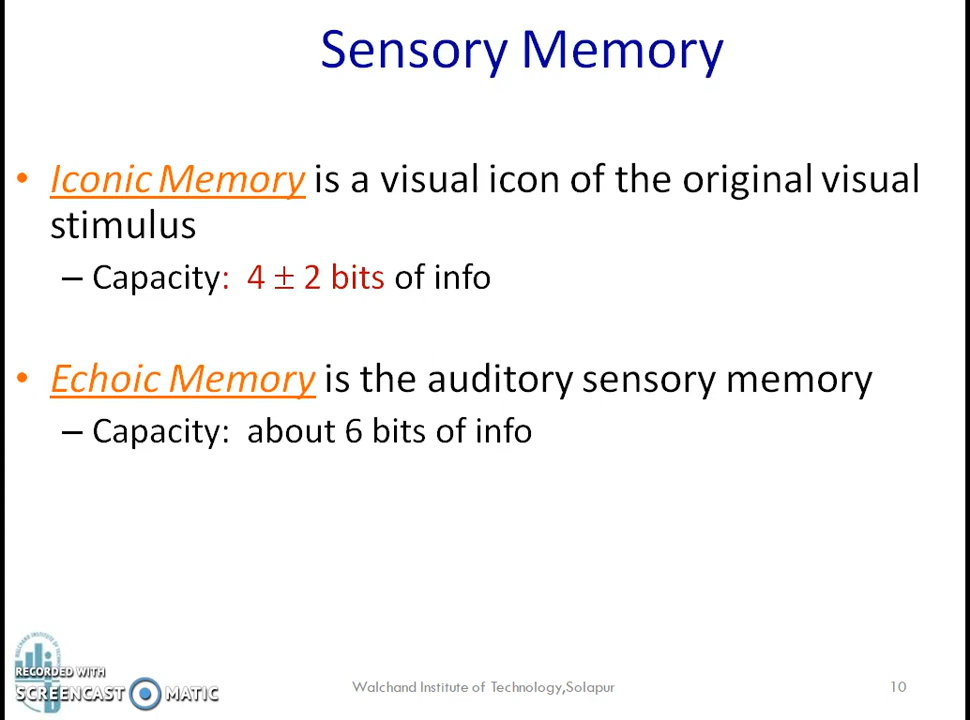 Sensory Memory
• Iconic Memory is a visual icon of the original visual
stimulus
– Capacity: 4 ± 2 bits of info
• Echoic Memory is the auditory sensory memory
– Capacity: about 6 bits of info
RECORDED WITH
SCREENCAST MATIC
Walchand Institute of Technology,Solapur
10